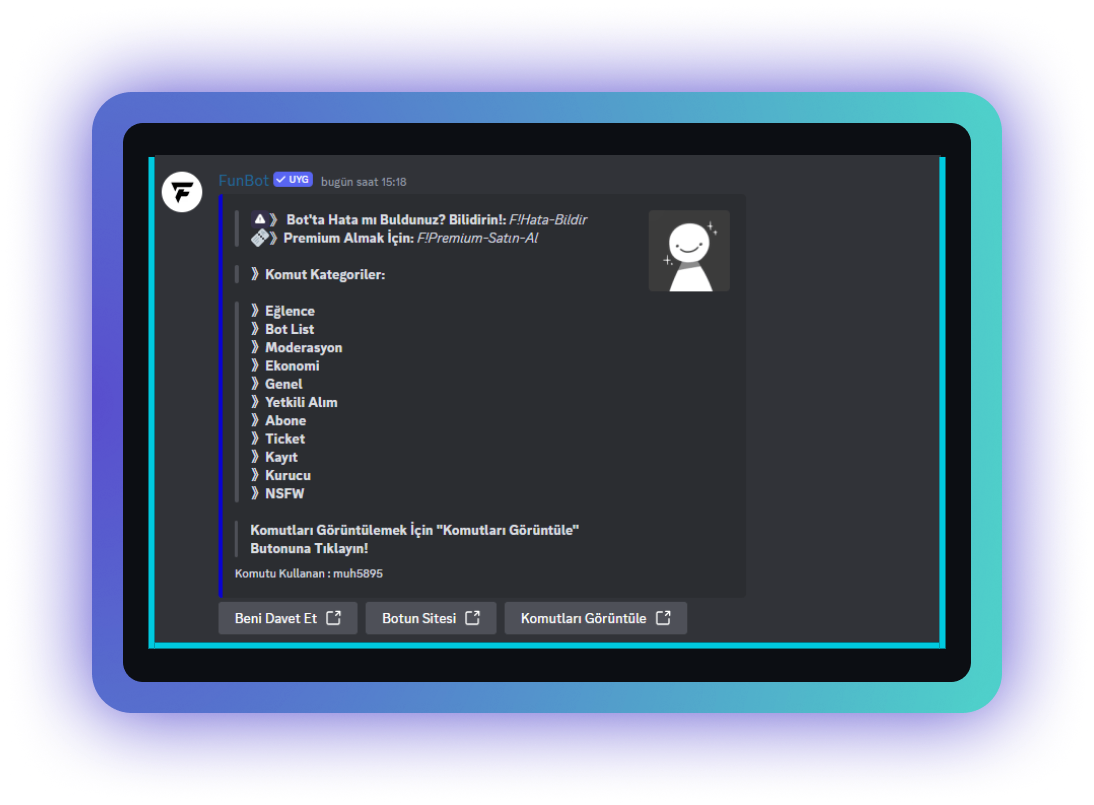 FunBot UYG bugün saat 15:18
》 Bot'ta Hata mı Buldunuz? Bilidirin!: F!Hata-Bildir
》 Premium Almak İçin: F!Premium-Satın-Al
》 Komut Kategoriler:
》 Eğlence
》 Bot List
》 Moderasyon
》 Ekonomi
》 Genel
》 Yetkili Alım
》 Abone
》 Ticket
》 Kayıt
》 Kurucu
》 NSFW
Komutları Görüntülemek İçin "Komutları Görüntüle"
Butonuna Tıklayın!
Komutu Kullanan : muh5895
Beni Davet Et Botun Sitesi Komutları Görüntüle